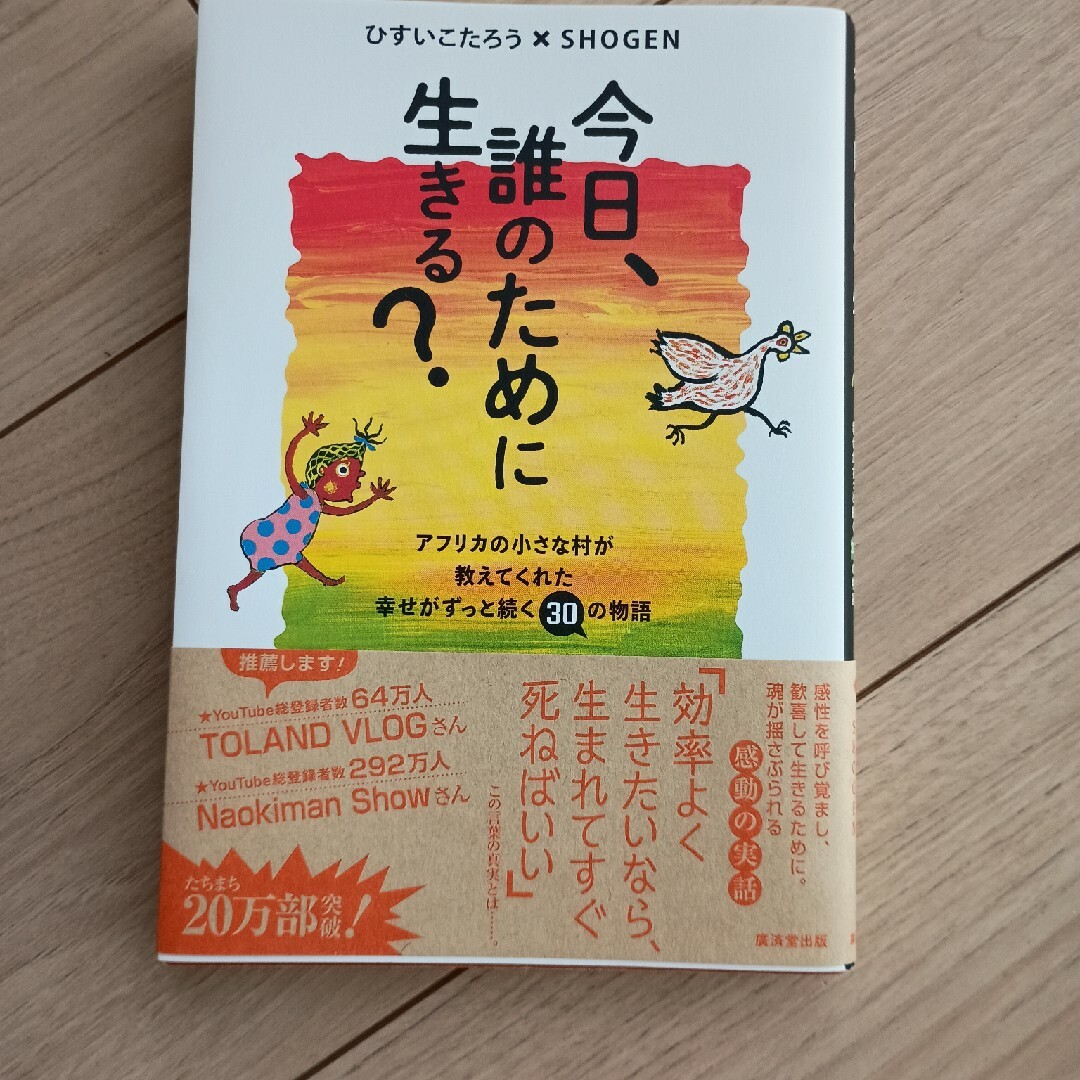 ひすいこたろう × SHOGEN
今日、
誰のために
生きる?
アフリカの小さな村が
教えてくれた
幸せがずっと続く30の物語
推薦します!
★YouTube総登録者数64万人
TOLAND VLOGさん
★YouTube総登録者数292万人
Naokiman Showさん
たちまち
20万部突破!
感性を呼び覚まし、
歓喜して生きるために。
魂が揺さぶられる
感動の実話
「効率よく
生きたいなら、
生まれてすぐ
死ねばいい」
この言葉の真実とは……。
廣済堂出版